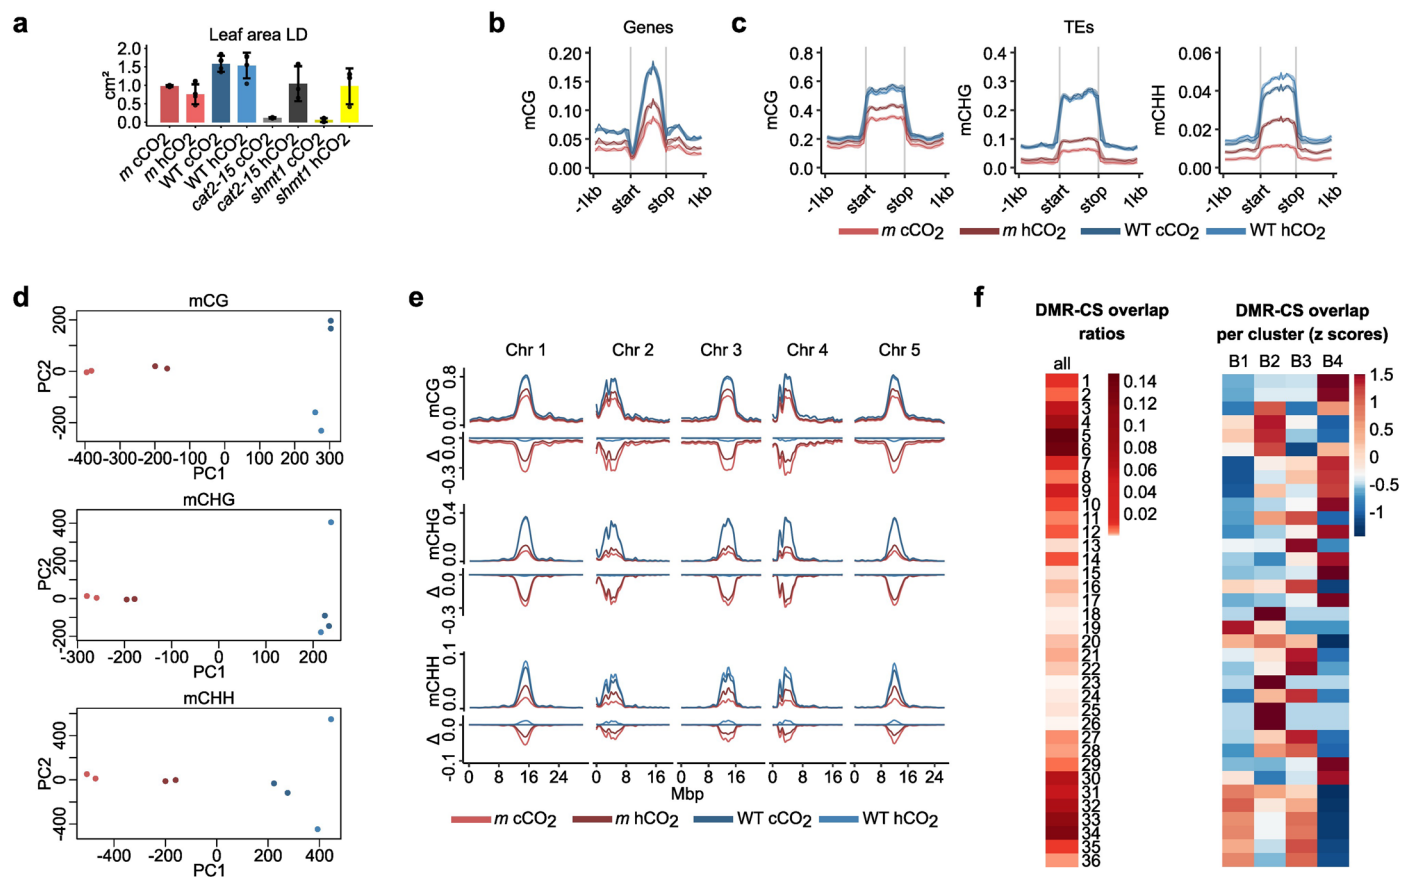 a
Leaf area LD
cm²
2.0
1.5
1.0
0.5
0.0
m cCO2
m hCO2
WT cCO2
WT hCO2
cat2-15 cCO2
cat2-15 hCO2
shmt1 cCO2
shmt1 hCO2
b
Genes
mCG
0.20
0.15
0.10
0.05
0.00
-1kb start stop 1kb
c
TEs
mCG
0.8
0.6
0.4
0.2
0.0
-1kb start stop 1kb
mCHG
0.4
0.3
0.2
0.1
0.0
-1kb start stop 1kb
mCHH
0.06
0.04
0.02
0.00
-1kb start stop 1kb
m cCO2 m hCO2 WT cCO2 WT hCO2
d
mCG
PC2
200
0
-200
-400 -300 -200 -100 0 100 200 300
PC1
mCHG
PC2
400
200
0
-200
-300 -200 -100 0 100 200
PC1
mCHH
PC2
400
0
-400
-400 -200 0 200 400
PC1
e
Chr 1 Chr 2 Chr 3 Chr 4 Chr 5
mCG
0.8
0.0
Δ
0.0
-0.3
mCHG
0.4
0.0
Δ
0.0
-0.3
mCHH
0.1
0.0
Δ
0.0
-0.1
0 8 16 24 0 8 16 0 8 16 0 8 16 0 8 16 24
Mbp
m cCO2 m hCO2 WT cCO2 WT hCO2
f
DMR-CS overlap
ratios
all
1
2
3
4
5
6
7
8
9
10
11
12
13
14
15
16
17
18
19
20
21
22
23
24
25
26
27
28
29
30
31
32
33
34
35
36
0.14
0.12
0.10
0.08
0.06
0.04
0.02
DMR-CS overlap
per cluster (z scores)
B1 B2 B3 B4
1.5
1
0.5
0
-0.5
-1